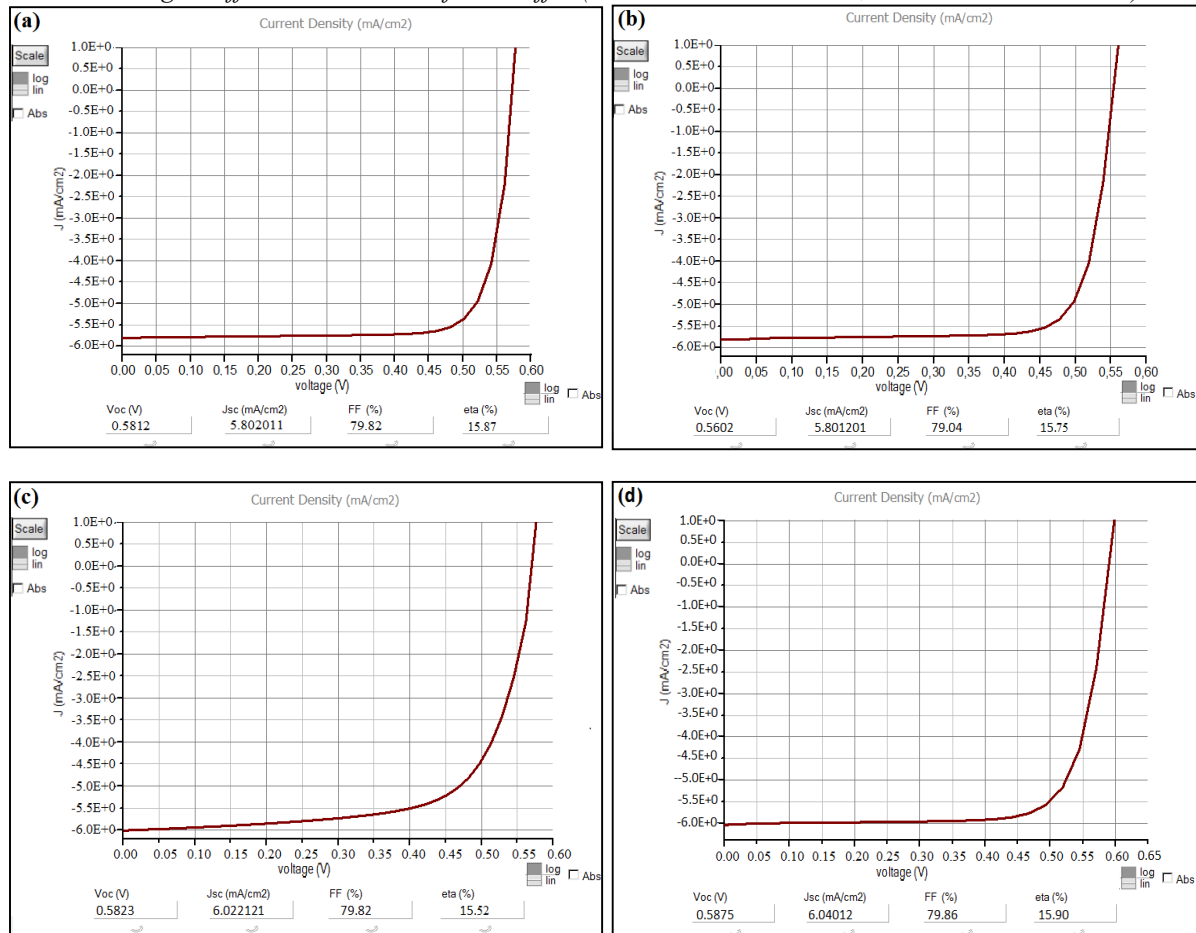 (a)
Current Density (mA/cm2)
Scale
log
lin
Abs
J (mA/cm2)
1.0E+0
0.5E+0
0.0E+0
-0.5E+0
-1.0E+0
-1.5E+0
-2.0E+0
-2.5E+0
-3.0E+0
-3.5E+0
-4.0E+0
-4.5E+0
-5.0E+0
-5.5E+0
-6.0E+0
0.00 0.05 0.10 0.15 0.20 0.25 0.30 0.35 0.40 0.45 0.50 0.55 0.60
voltage (V)
log
lin
Abs
Voc (V) Jsc (mA/cm2) FF (%) eta (%)
0.5812 5.802011 79.82 15.87
(b)
Current Density (mA/cm2)
Scale
log
lin
Abs
J (mA/cm2)
1.0E+0
0.5E+0
0.0E+0
-0.5E+0
-1.0E+0
-1.5E+0
-2.0E+0
-2.5E+0
-3.0E+0
-3.5E+0
-4.0E+0
-4.5E+0
-5.0E+0
-5.5E+0
-6.0E+0
,00 0,05 0,10 0,15 0,20 0,25 0,30 0,35 0,40 0,45 0,50 0,55 0,60
voltage (V)
log
lin
Abs
Voc (V) Jsc (mA/cm2) FF (%) eta (%)
0.5602 5.801201 79.04 15.75
(c)
Current Density (mA/cm2)
Scale
log
lin
Abs
J (mA/cm2)
1.0E+0
0.5E+0
0.0E+0
-0.5E+0
-1.0E+0
-1.5E+0
-2.0E+0
-2.5E+0
-3.0E+0
-3.5E+0
-4.0E+0
-4.5E+0
-5.0E+0
-5.5E+0
-6.0E+0
0.00 0.05 0.10 0.15 0.20 0.25 0.30 0.35 0.40 0.45 0.50 0.55 0.60
voltage (V)
log
lin
Abs
Voc (V) Jsc (mA/cm2) FF (%) eta (%)
0.5823 6.022121 79.82 15.52
(d)
Current Density (mA/cm2)
Scale
log
lin
Abs
J (mA/cm2)
1.0E+0
0.5E+0
0.0E+0
-0.5E+0
-1.0E+0
-1.5E+0
-2.0E+0
-2.5E+0
-3.0E+0
-3.5E+0
-4.0E+0
-4.5E+0
--5.0E+0
-5.5E+0
-6.0E+0
0.00 0.05 0.10 0.15 0.20 0.25 0.30 0.35 0.40 0.45 0.50 0.55 0.60 0.65
voltage (V)
log
lin
Abs
Voc (V) Jsc (mA/cm2) FF (%) eta (%)
0.5875 6.04012 79.86 15.90